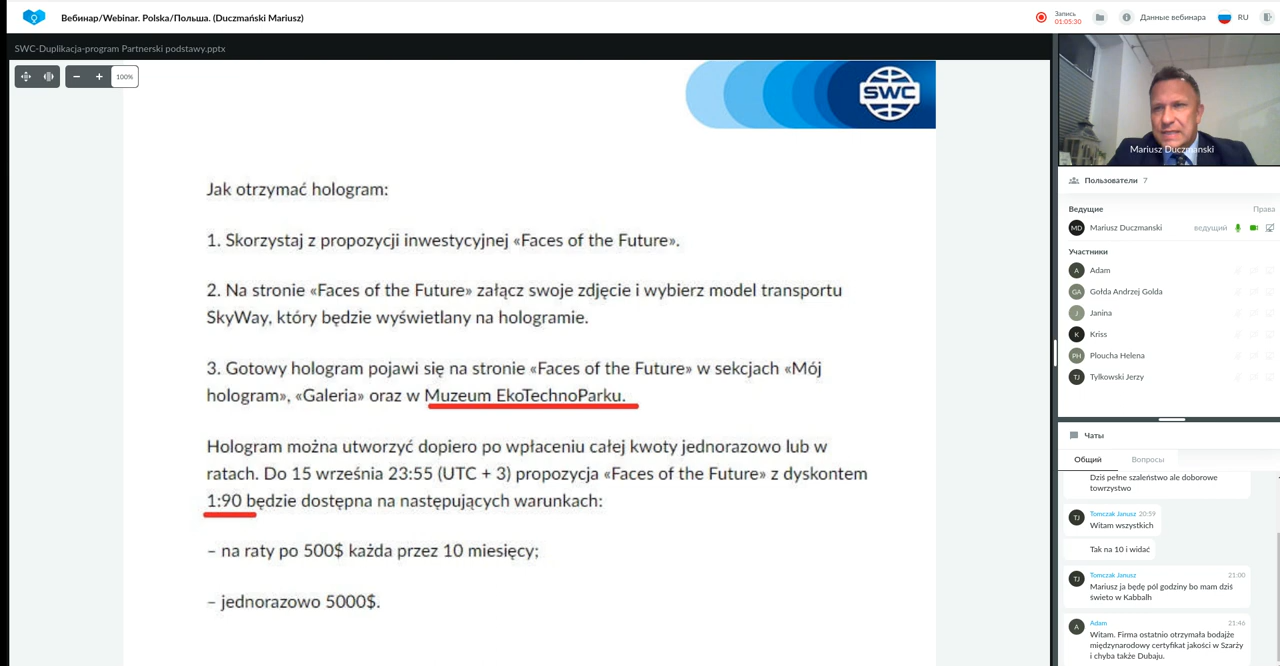 Вебинар/Webinar. Polska/Польша. (Duczmański Mariusz)
Запись
01:05:30
Данные вебинара
RU
SWC-Duplikacja-program Partnerski podstawy.pptx
100%
SWC
Jak otrzymać hologram:
1. Skorzystaj z propozycji inwestycyjnej «Faces of the Future».
2. Na stronie «Faces of the Future» załącz swoje zdjęcie i wybierz model transportu
SkyWay, który będzie wyświetlany na hologramie.
3. Gotowy hologram pojawi się na stronie «Faces of the Future» w sekcjach «Mój
hologram», «Galeria» oraz w Muzeum EkoTechnoParku.
Hologram można utworzyć dopiero po wpłaceniu całej kwoty jednorazowo lub w
ratach. Do 15 września 23:55 (UTC + 3) propozycja «Faces of the Future» z dyskontem
1:90 będzie dostępna na następujących warunkach:
– na raty po 500$ każda przez 10 miesięcy;
– jednorazowo 5000$.
Mariusz Duczmanski
Пользователи 7
Ведущие Права
MD Mariusz Duczmanski ведущий
Участники
A Adam
GA Gołda Andrzej Golda
J Janina
K Kriss
PH Ploucha Helena
TJ Tylkowski Jerzy
Чаты
Общий Вопросы
Dziś pełne szaleństwo ale doborowe
towrzystwo
TJ Tomczak Janusz 20:59
Witam wszystkich
Tak na 10 i widać
TJ Tomczak Janusz 21:00
Mariusz ja będę pól godziny bo mam dziś
świeto w Kabbalh
A Adam 21:46
Witam. Firma ostatnio otrzymała bodajże
międzynarodowy certyfikat jakości w Szarży
i chyba także Dubaju.